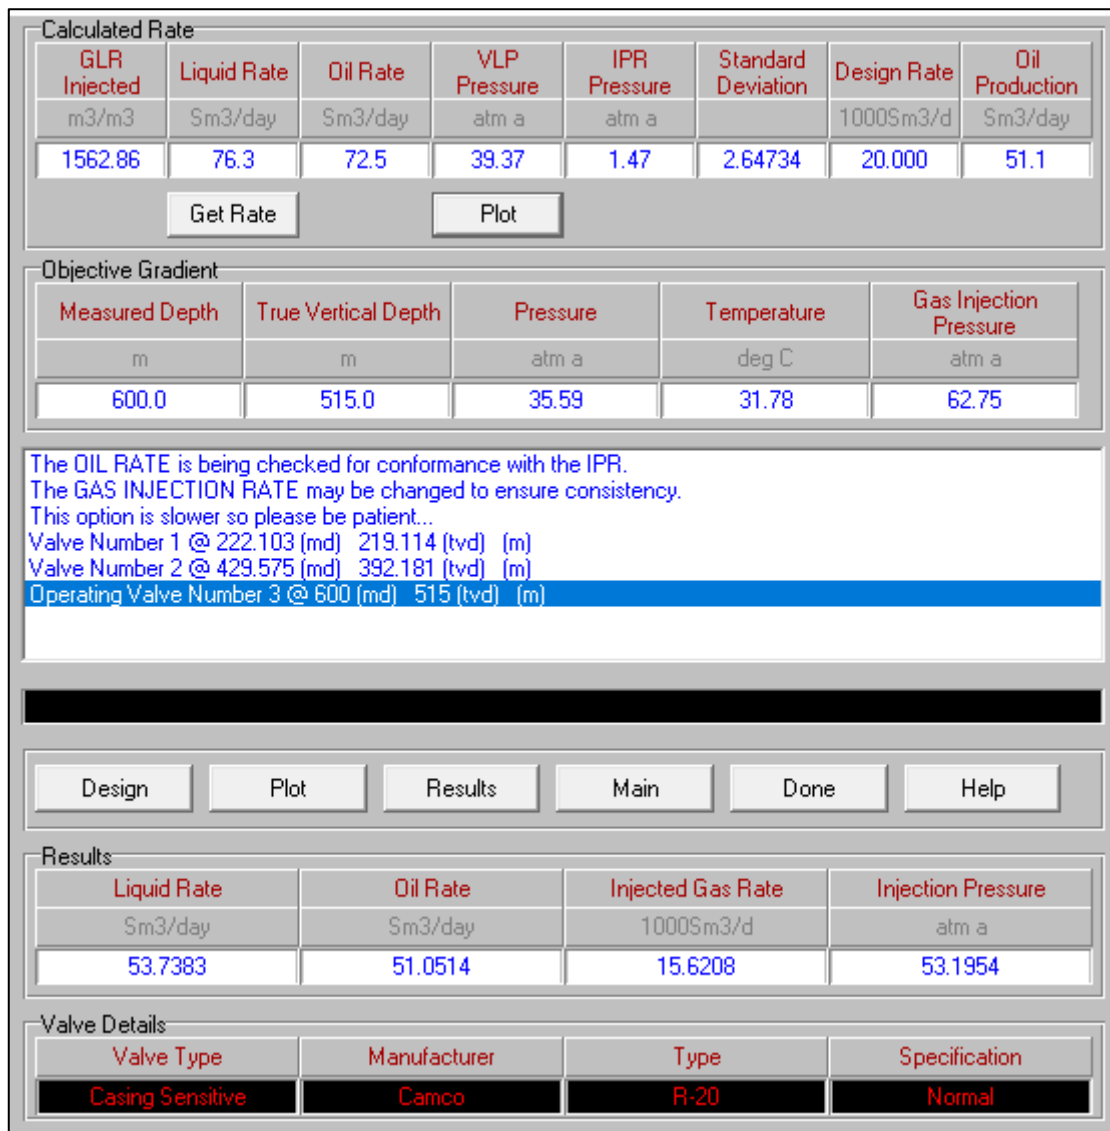 Calculated Rate
GLR Injected Liquid Rate Oil Rate VLP Pressure IPR Pressure Standard Deviation Design Rate Oil Production
m3/m3 Sm3/day Sm3/day atm a atm a 1000Sm3/d Sm3/day
1562.86 76.3 72.5 39.37 1.47 2.64734 20.000 51.1
Get Rate Plot
Objective Gradient
Measured Depth True Vertical Depth Pressure Temperature Gas Injection Pressure
m m atm a deg C atm a
600.0 515.0 35.59 31.78 62.75
The OIL RATE is being checked for conformance with the IPR.
The GAS INJECTION RATE may be changed to ensure consistency.
This option is slower so please be patient...
Valve Number 1 @ 222.103 (md) 219.114 (tvd) (m)
Valve Number 2 @ 429.575 (md) 392.181 (tvd) (m)
Operating Valve Number 3 @ 600 (md) 515 (tvd) (m)
Design Plot Results Main Done Help
Results
Liquid Rate Oil Rate Injected Gas Rate Injection Pressure
Sm3/day Sm3/day 1000Sm3/d atm a
53.7383 51.0514 15.6208 53.1954
Valve Details
Valve Type Manufacturer Type Specification
Casing Sensitive Camco R-20 Normal